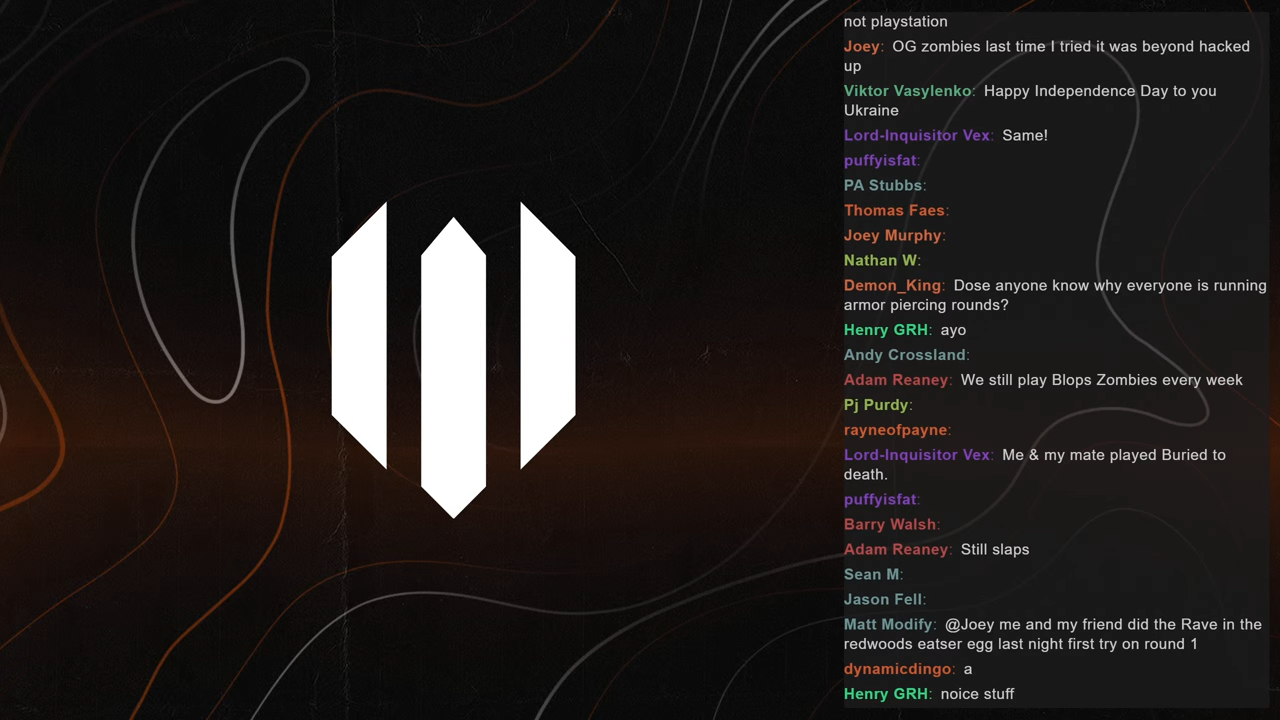 not playstation
Joey: OG zombies last time I tried it was beyond hacked
up
Viktor Vasylenko: Happy Independence Day to you
Ukraine
Lord-Inquisitor Vex: Same!
puffyisfat:
PA Stubbs:
Thomas Faes:
Joey Murphy:
Nathan W:
Demon_King: Dose anyone know why everyone is running
armor piercing rounds?
Henry GRH: ayo
Andy Crossland:
Adam Reaney: We still play Blops Zombies every week
Pj Purdy:
rayneofpayne:
Lord-Inquisitor Vex: Me & my mate played Buried to
death.
puffyisfat:
Barry Walsh:
Adam Reaney: Still slaps
Sean M:
Jason Fell:
Matt Modify: @Joey me and my friend did the Rave in the
redwoods eatser egg last night first try on round 1
dynamicdingo: a
Henry GRH: noice stuff